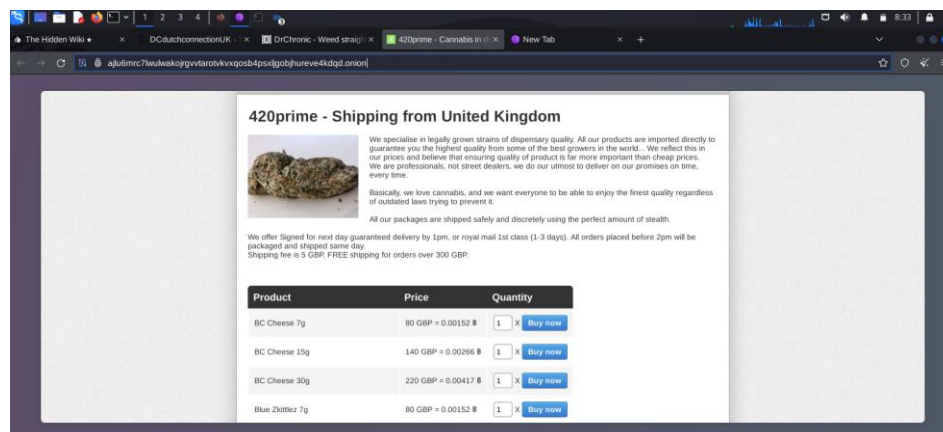 1 2 3 4
8:33
The Hidden Wiki
DCdutchconnectionUK -
DrChronic - Weed straigh
420prime - Cannabis in d
New Tab
420prime - Shipping from United Kingdom
We specialise in legally grown strains of dispensary quality. All our products are imported directly to
guarantee you the highest quality from some of the best growers in the world... We reflect this in
our prices and believe that ensuring quality of product is far more important than cheap prices.
We are professionals, not street dealers, we do our utmost to deliver on our promises on time,
every time.
Basically, we love cannabis, and we want everyone to be able to enjoy the finest quality regardless
of outdated laws trying to prevent it.
All our packages are shipped safely and discretely using the perfect amount of stealth.
We offer Signed for next day guaranteed delivery by 1pm, or royal mail 1st class (1-3 days). All orders placed before 2pm will be
packaged and shipped same day.
Shipping fee is 5 GBP, FREE shipping for orders over 300 GBP.
Product Price Quantity
BC Cheese 7g 80 GBP = 0.00152 ฿ 1 X Buy now
BC Cheese 15g 140 GBP = 0.00266 ฿ 1 X Buy now
BC Cheese 30g 220 GBP = 0.00417 ฿ 1 X Buy now
Blue Zkittlez 7g 80 GBP = 0.00152 ฿ 1 X Buy now